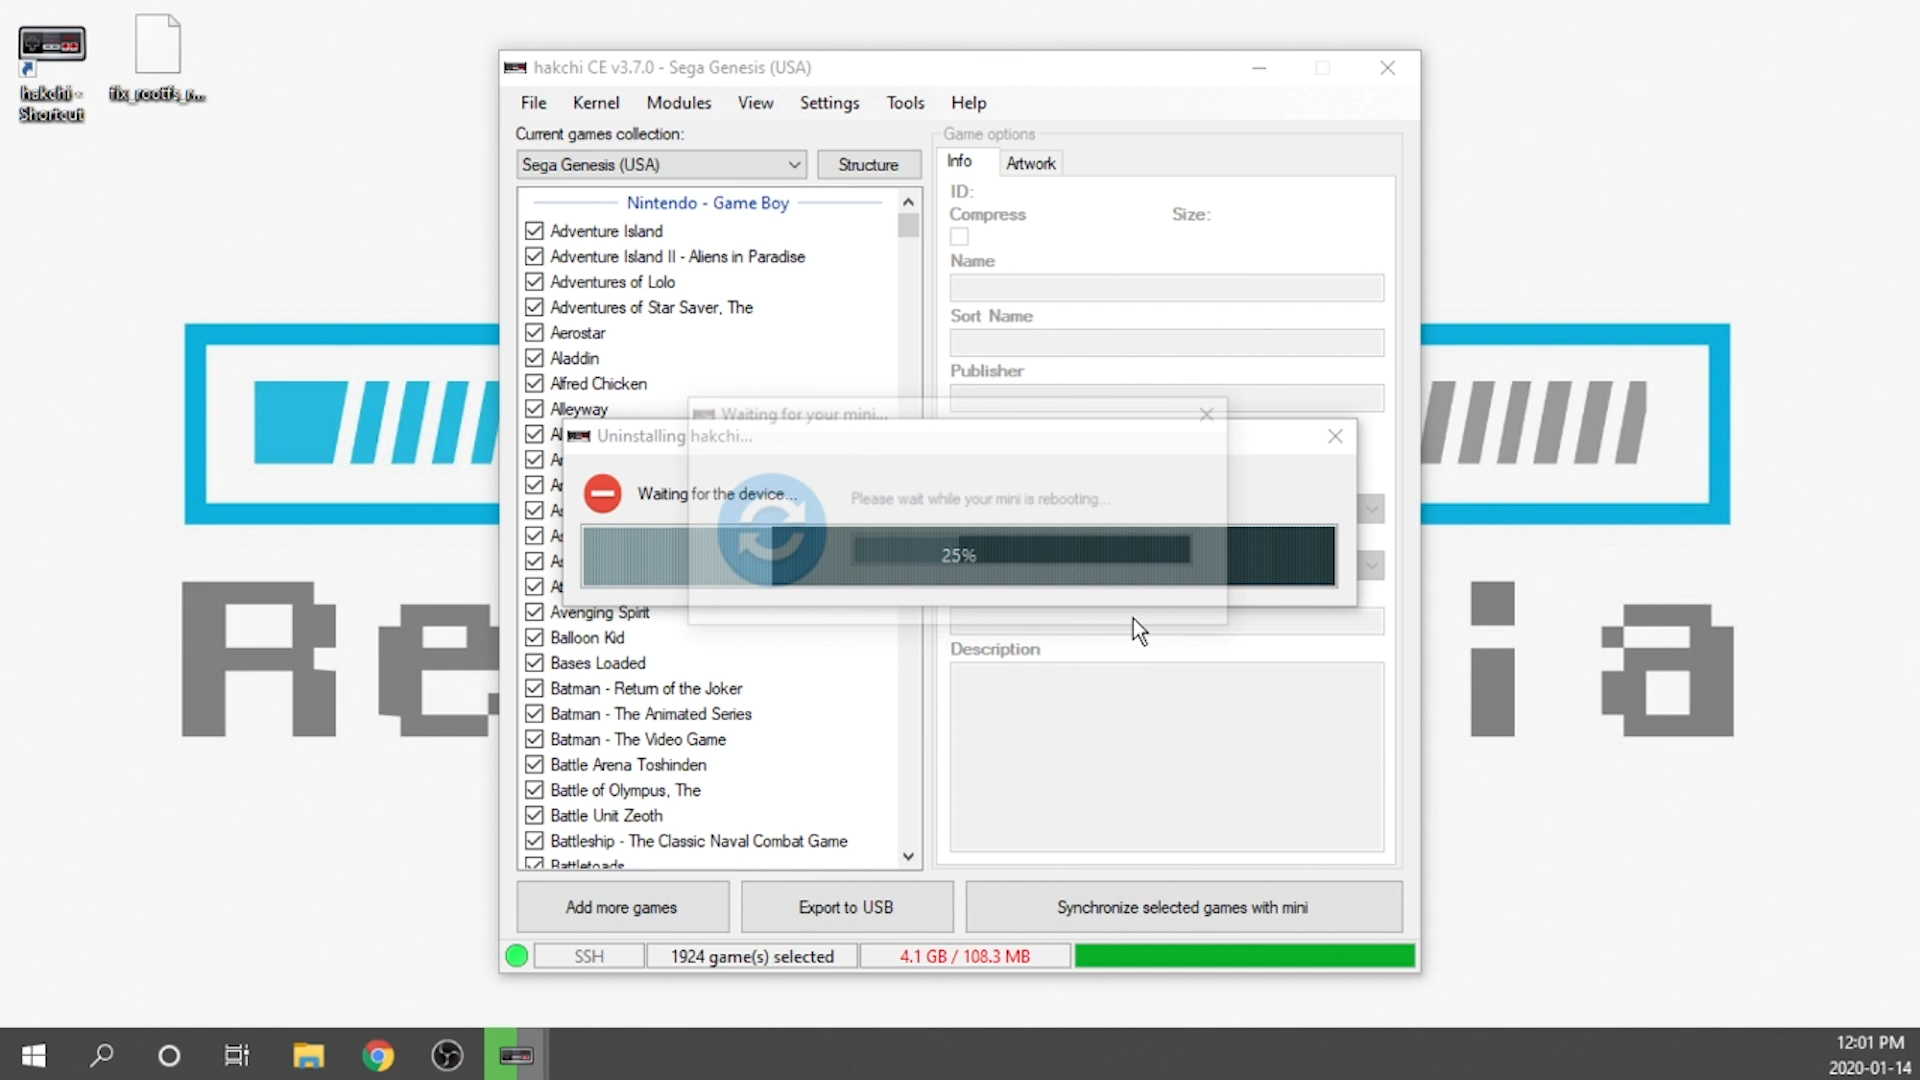 hakchi -
Shortcut
fix_rootfs_r...
hakchi CE v3.7.0 - Sega Genesis (USA)
File Kernel Modules View Settings Tools Help
Current games collection:
Sega Genesis (USA)
Structure
Nintendo - Game Boy
Adventure Island
Adventure Island II - Aliens in Paradise
Adventures of Lolo
Adventures of Star Saver, The
Aerostar
Aladdin
Alfred Chicken
Alleyway
Avenging Spirit
Balloon Kid
Bases Loaded
Batman - Return of the Joker
Batman - The Animated Series
Batman - The Video Game
Battle Arena Toshinden
Battle of Olympus, The
Battle Unit Zeoth
Battleship - The Classic Naval Combat Game
Battletoads
Game options
Info
Artwork
ID:
Compress
Size:
Name
Sort Name
Publisher
Description
Waiting for your mini...
Please wait while your mini is rebooting...
Uninstalling hakchi...
Waiting for the device...
25%
Add more games
Export to USB
Synchronize selected games with mini
SSH
1924 game(s) selected
4.1 GB / 108.3 MB
Re
ia
12:01 PM
2020-01-14